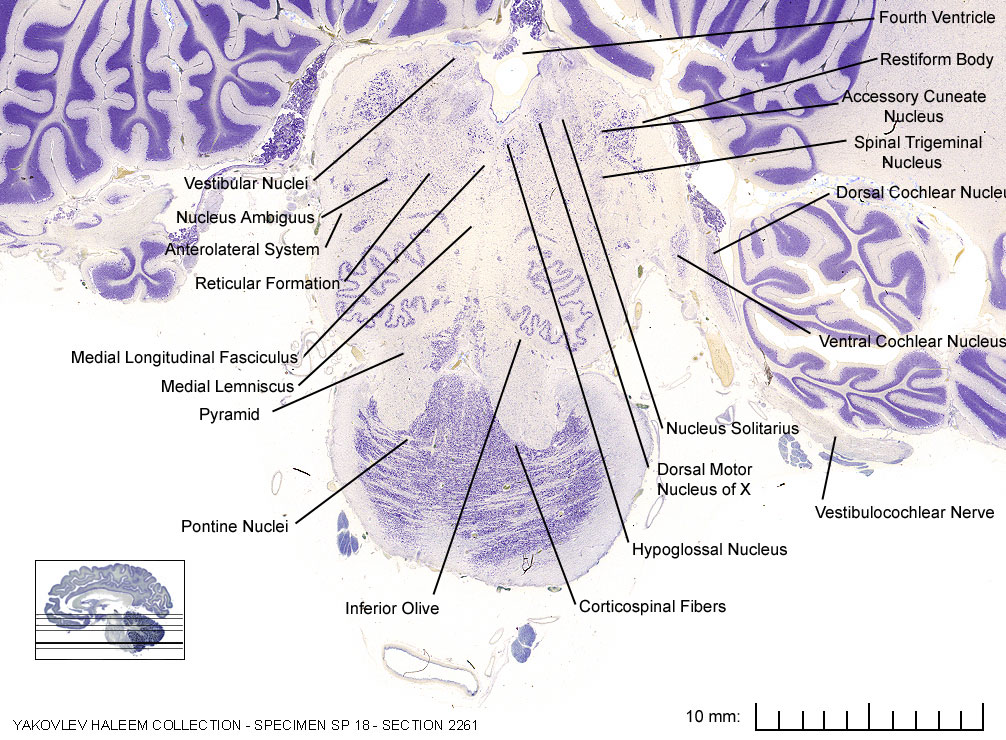 Fourth Ventricle
Restiform Body
Accessory Cuneate
Nucleus
Spinal Trigeminal
Nucleus
Dorsal Cochlear Nucleu
Vestibular Nuclei
Nucleus Ambiguus
Anterolateral System
Reticular Formation
Ventral Cochlear Nucleus
Medial Longitudinal Fasciculus
Medial Lemniscus
Pyramid
Nucleus Solitarius
Dorsal Motor
Nucleus of X
Vestibulocochlear Nerve
Pontine Nuclei
Hypoglossal Nucleus
Inferior Olive
Corticospinal Fibers
10 mm:
YAKOVLEV HALEEM COLLECTION - SPECIMEN SP 18 - SECTION 2261